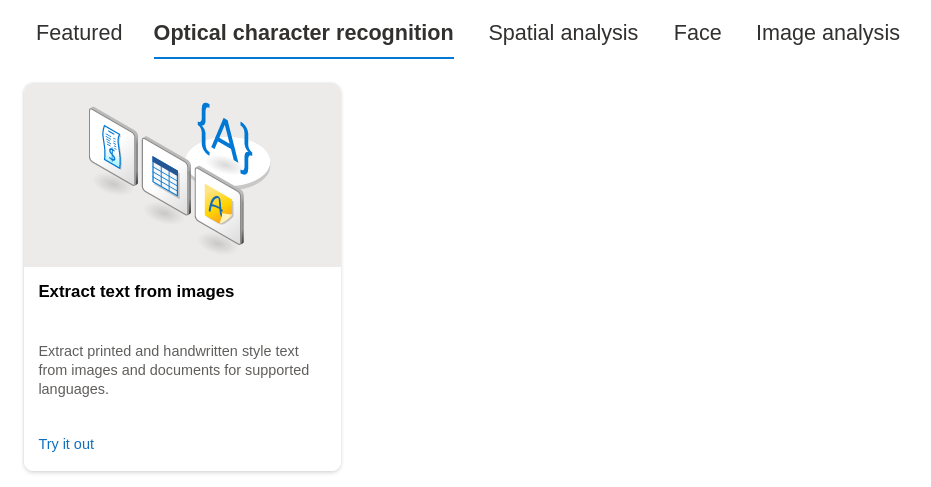 Featured Optical character recognition Spatial analysis Face Image analysis
{A}
A
Extract text from images
Extract printed and handwritten style text
from images and documents for supported
languages.
Try it out